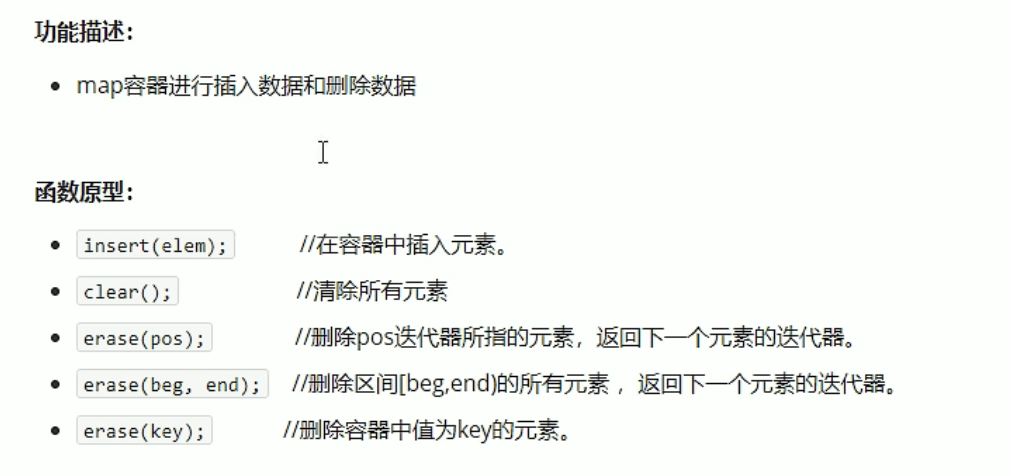 功能描述：
map容器进行插入数据和删除数据
函数原型：
insert(elem); //在容器中插入元素。
clear(); //清除所有元素
erase(pos); //删除pos迭代器所指的元素，返回下一个元素的迭代器。
erase(beg, end); //删除区间[beg,end)的所有元素 ，返回下一个元素的迭代器。
erase(key); //删除容器中值为key的元素。